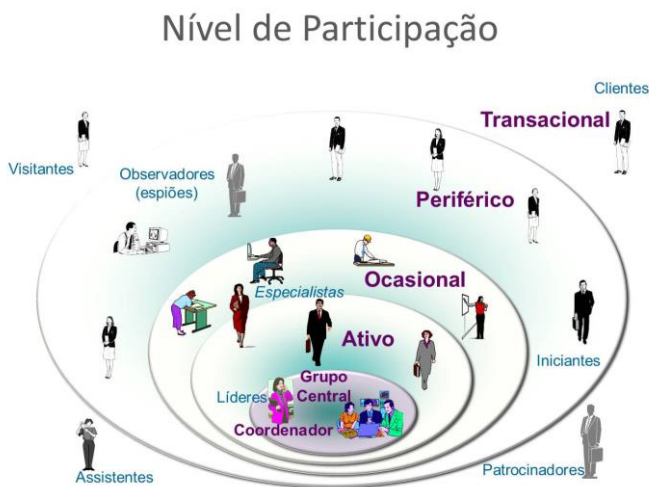 Nível de Participação
Clientes
Transacional
Visitantes
Observadores
(espiões)
Periférico
Ocasional
Especialistas
Ativo
Iniciantes
Grupo
Central
Líderes
Coordenador
Assistentes
Patrocinadores